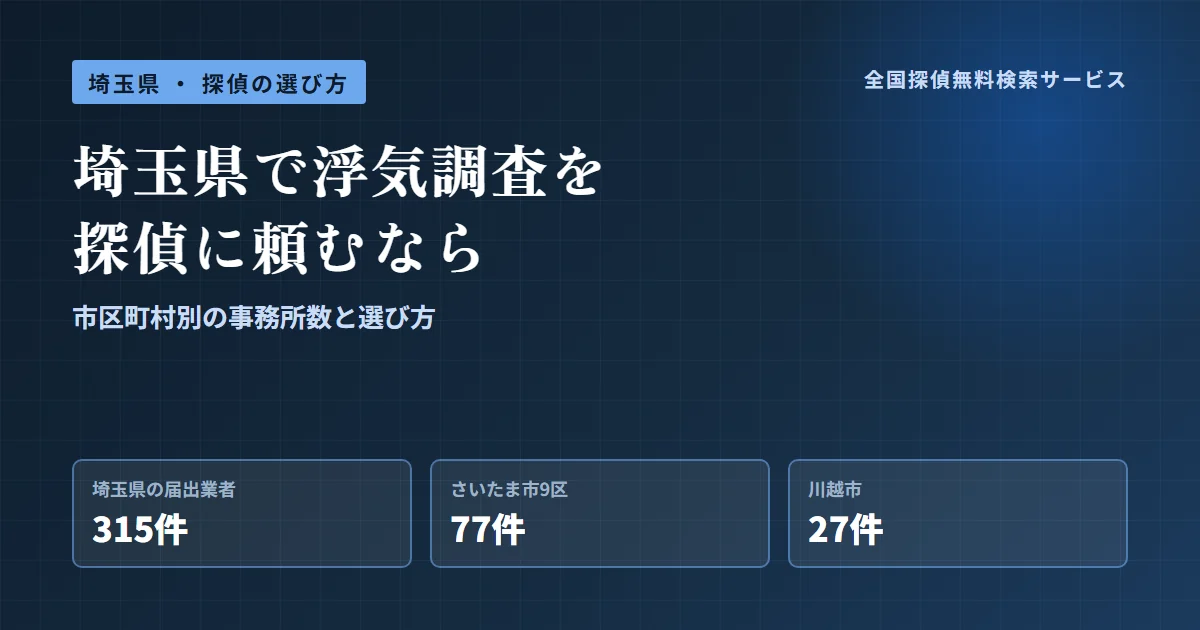 埼玉県 ・ 探偵の選び方
全国探偵無料検索サービス
埼玉県で浮気調査を
探偵に頼むなら
市区町村別の事務所数と選び方
埼玉県の届出業者
315件
さいたま市9区
77件
川越市
27件